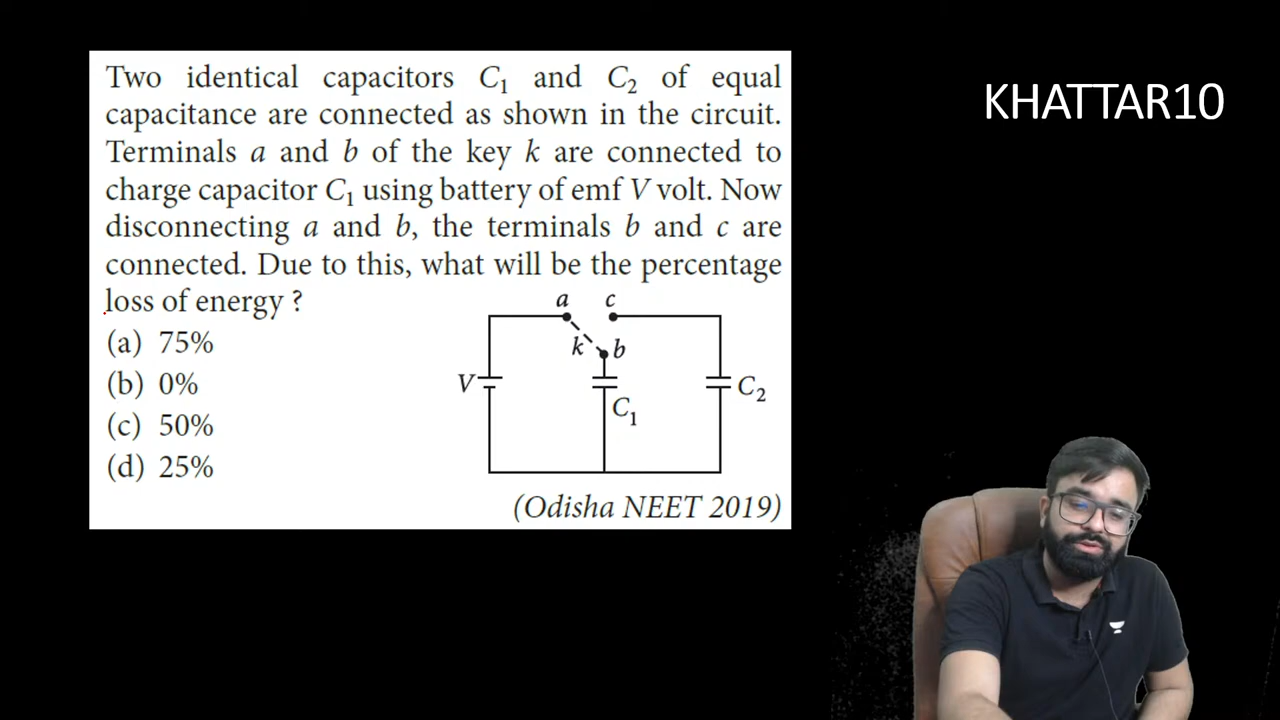 Two identical capacitors C₁ and C₂ of equal
capacitance are connected as shown in the circuit.
Terminals a and b of the key k are connected to
charge capacitor C₁ using battery of emf V volt. Now
disconnecting a and b, the terminals b and c are
connected. Due to this, what will be the percentage
loss of energy ?
(a) 75%
(b) 0%
(c) 50%
(d) 25%
a c
k b
V
C₁
C₂
(Odisha NEET 2019)
KHATTAR10